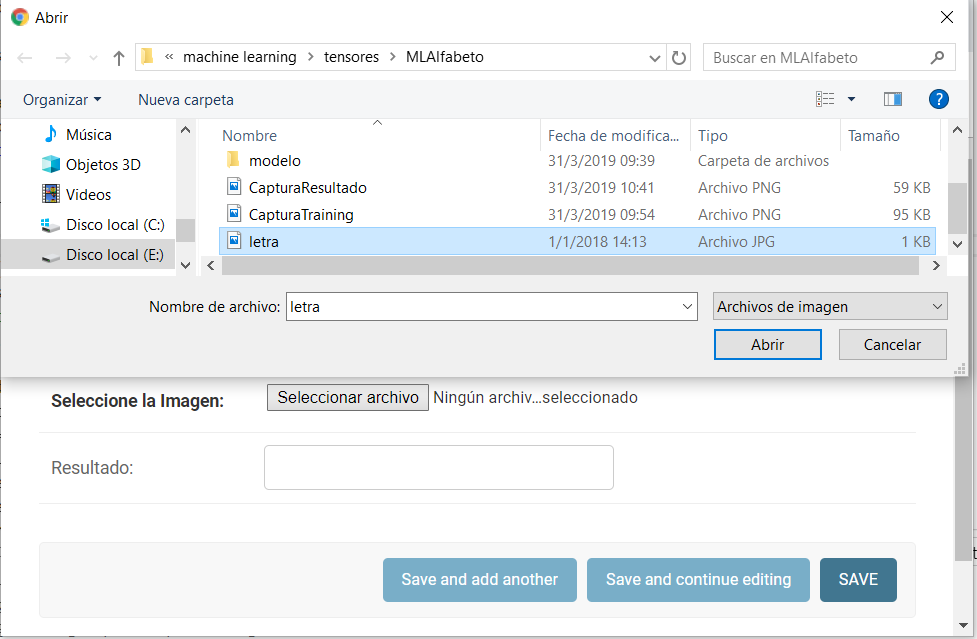 Abrir
« machine learning > tensores > MLAlfabeto
Buscar en MLAlfabeto
Organizar
Nueva carpeta
?
Música
Objetos 3D
Videos
Disco local (C:)
Disco local (E:)
Nombre Fecha de modifica... Tipo Tamaño
modelo 31/3/2019 09:39 Carpeta de archivos
CapturaResultado 31/3/2019 10:41 Archivo PNG 59 KB
CapturaTraining 31/3/2019 09:54 Archivo PNG 95 KB
letra 1/1/2018 14:13 Archivo JPG 1 KB
Nombre de archivo: letra Archivos de imagen
Abrir Cancelar
Seleccione la Imagen: Seleccionar archivo Ningún archiv...seleccionado
Resultado:
Save and add another Save and continue editing SAVE